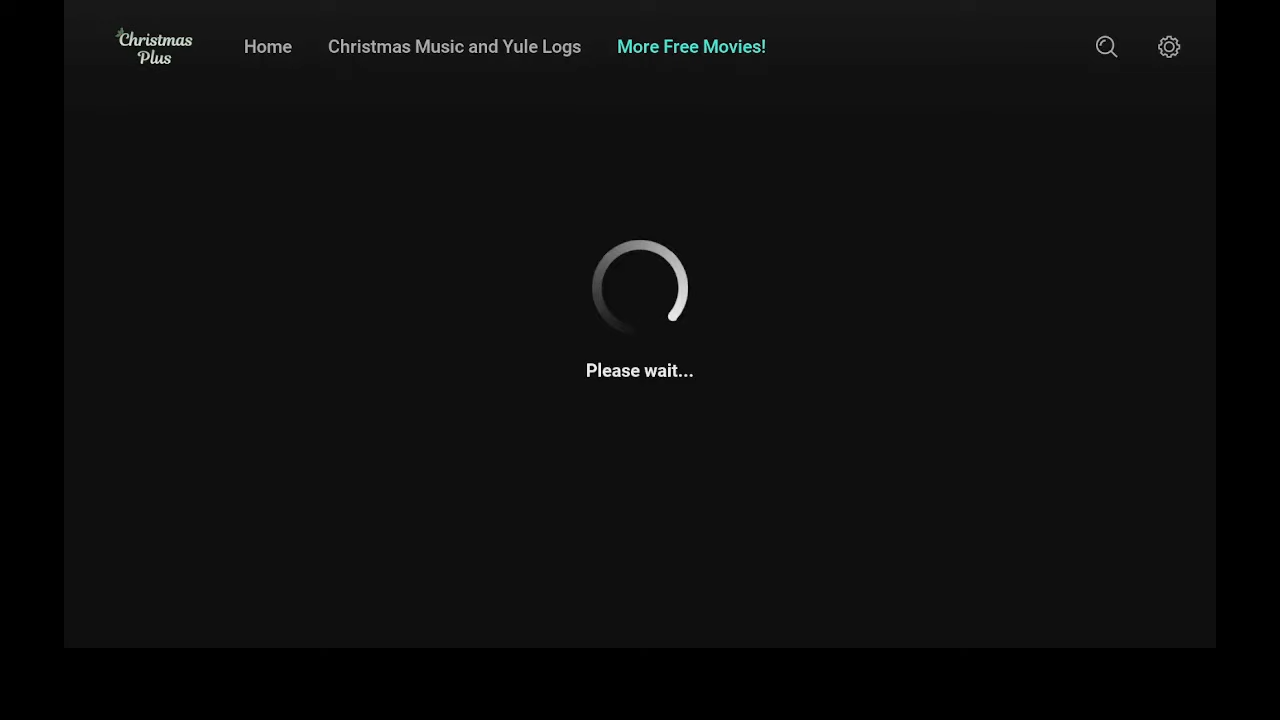 Christmas
Plus
Home
Christmas Music and Yule Logs
More Free Movies!
Please wait...